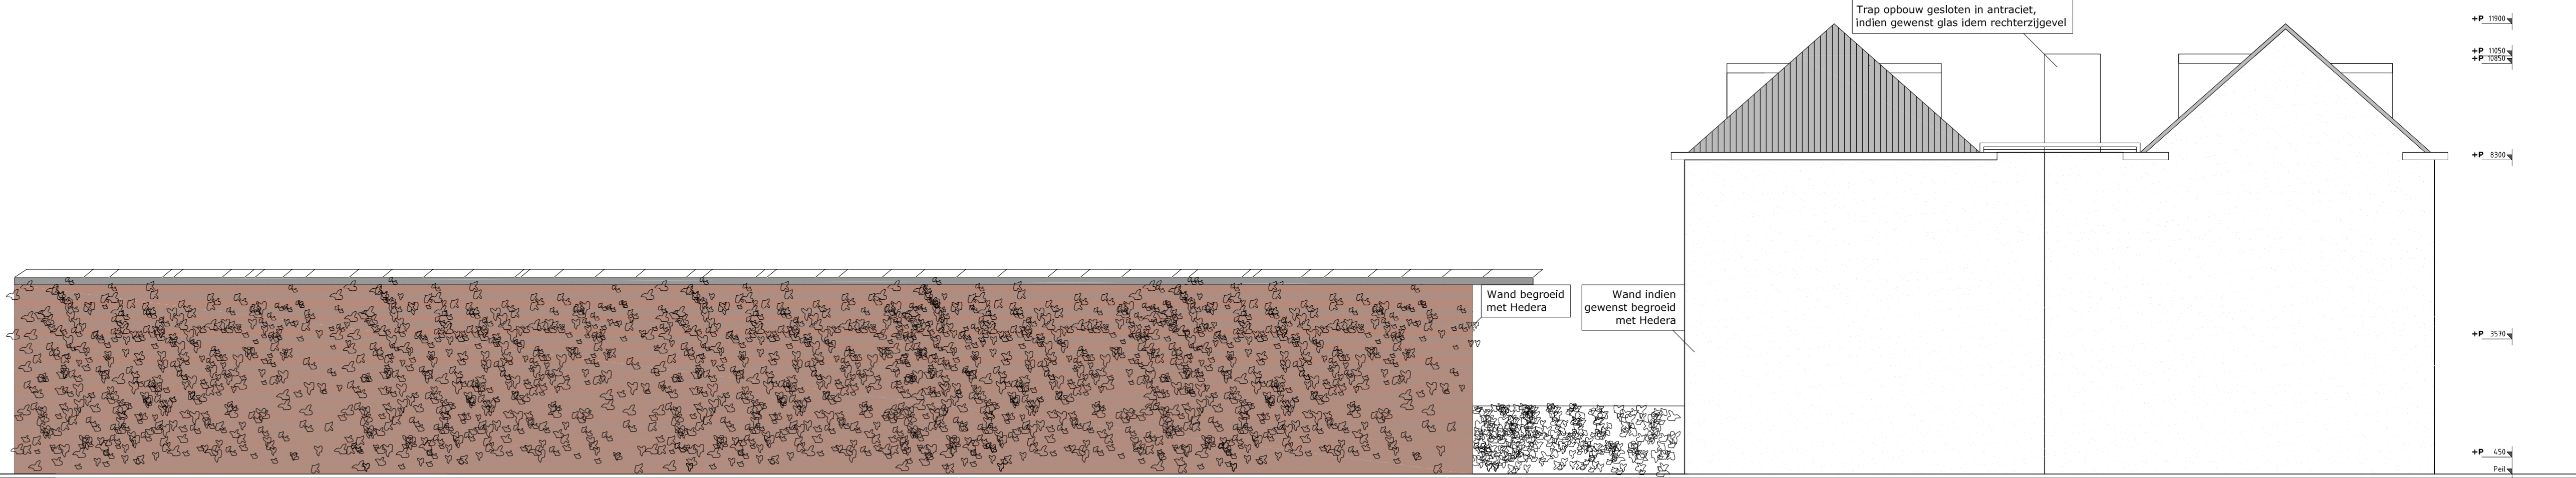 Trap opbouw gesloten in antraciet,
indien gewenst glas idem rechterzijgevel
+P 11900
+P 11050
+P 10850
+P 8300
Wand begroeid
met Hedera
Wand indien
gewenst begroeid
met Hedera
+P 3570
+P 450
Peil